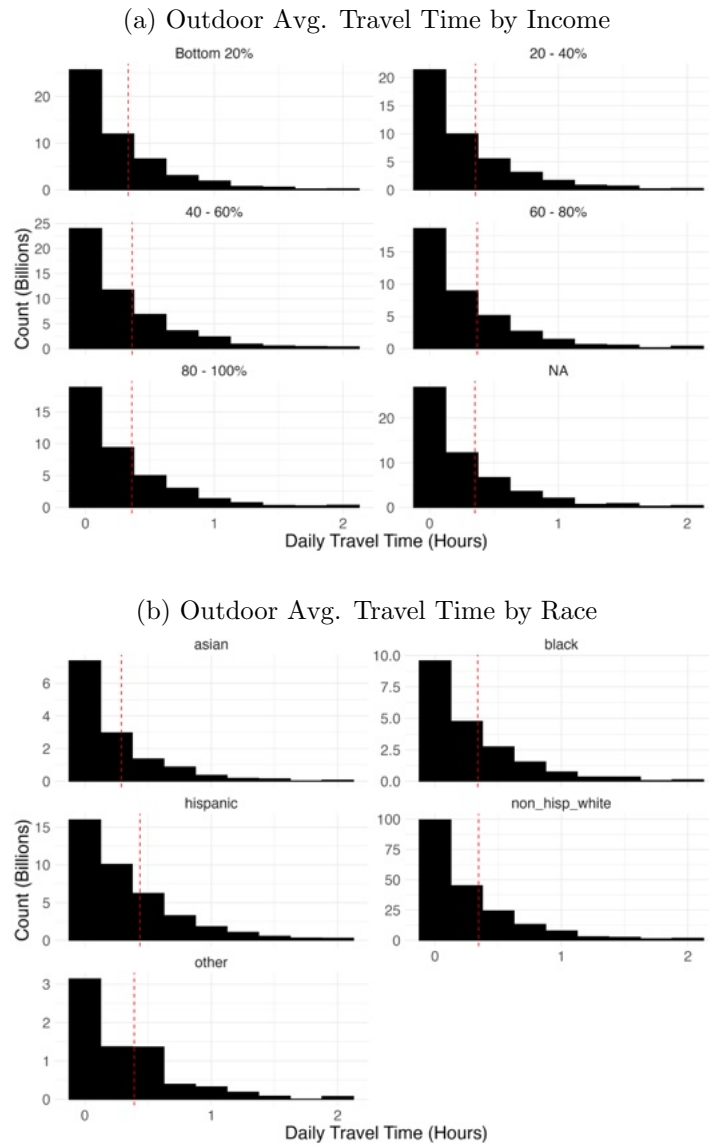 (a) Outdoor Avg. Travel Time by Income
Bottom 20%
20 - 40%
20
10
0
20
15
10
5
0
40 - 60%
60 - 80%
Count (Billions)
25
20
15
10
5
0
15
10
5
0
80 - 100%
NA
15
10
5
0
20
10
0
0 1 2
0 1 2
Daily Travel Time (Hours)
(b) Outdoor Avg. Travel Time by Race
asian
black
6
4
2
0
10.0
7.5
5.0
2.5
0.0
hispanic
non_hisp_white
Count (Billions)
15
10
5
0
100
75
50
25
0
0 1 2
other
3
2
1
0
0 1 2
Daily Travel Time (Hours)